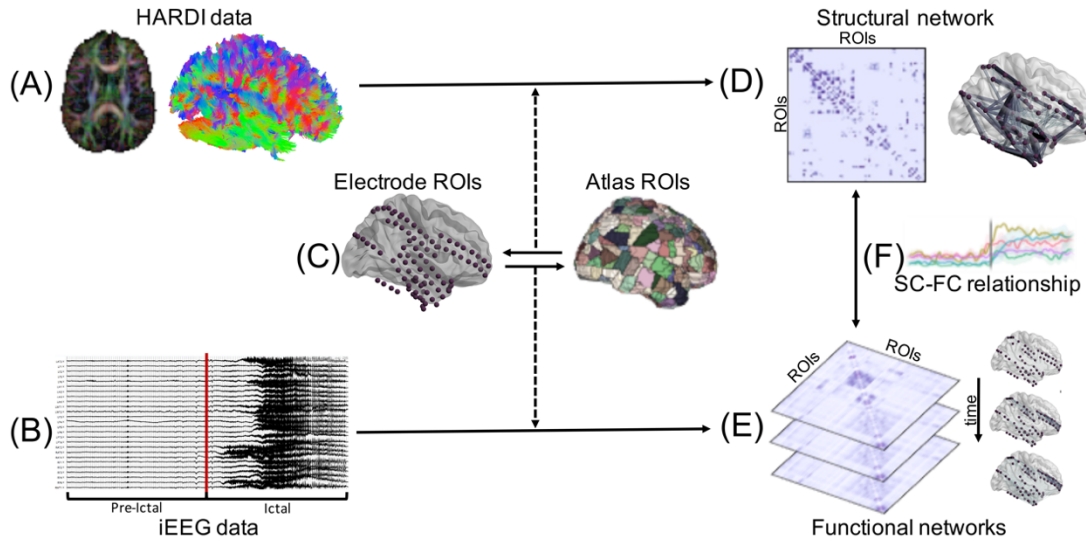 HARDI data
Structural network
ROIs
(A)
(D)
ROIs
Electrode ROIs
Atlas ROIs
(C)
(F)
SC-FC relationship
ROIs
ROIs
(B)
(E)
time
Pre-Ictal
Ictal
iEEG data
Functional networks